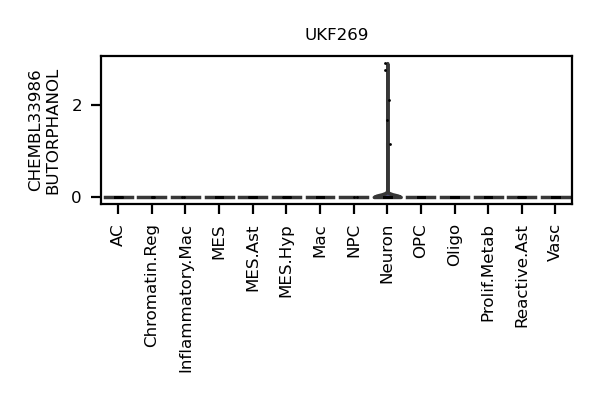 UKF269
CHEMBL33986
BUTORPHANOL
2
0
AC
Chromatin.Reg
Inflammatory.Mac
MES
MES.Ast
MES.Hyp
Mac
NPC
Neuron
OPC
Oligo
Prolif.Metab
Reactive.Ast
Vasc